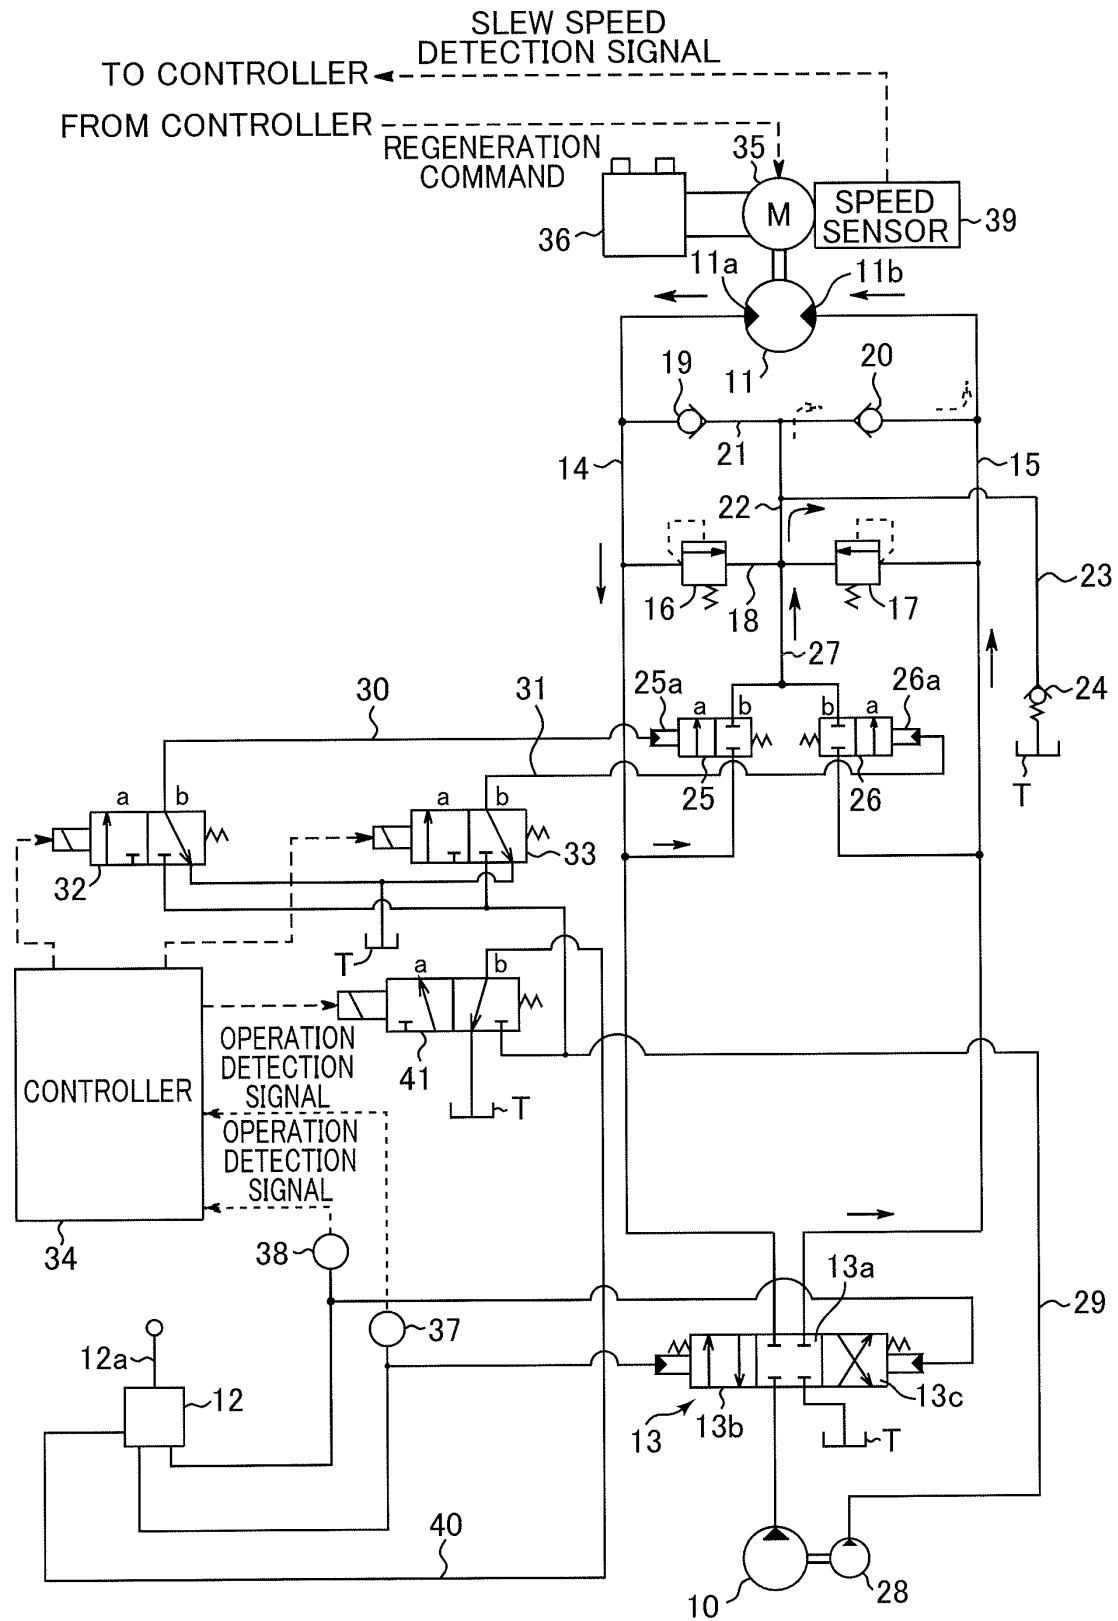 SLEW SPEED
DETECTION SIGNAL
TO CONTROLLER
FROM CONTROLLER
REGENERATION
COMMAND
35
M
SPEED
SENSOR
39
36
11a
11b
11
19
20
21
14
15
22
16
18
17
23
27
30
31
25a
26a
24
a
b
b
a
25
26
T
a
b
a
b
32
33
T
a
b
41
OPERATION
DETECTION
SIGNAL
CONTROLLER
T
OPERATION
DETECTION
SIGNAL
34
38
13a
29
37
12a
12
13
13b
13c
T
40
10
28